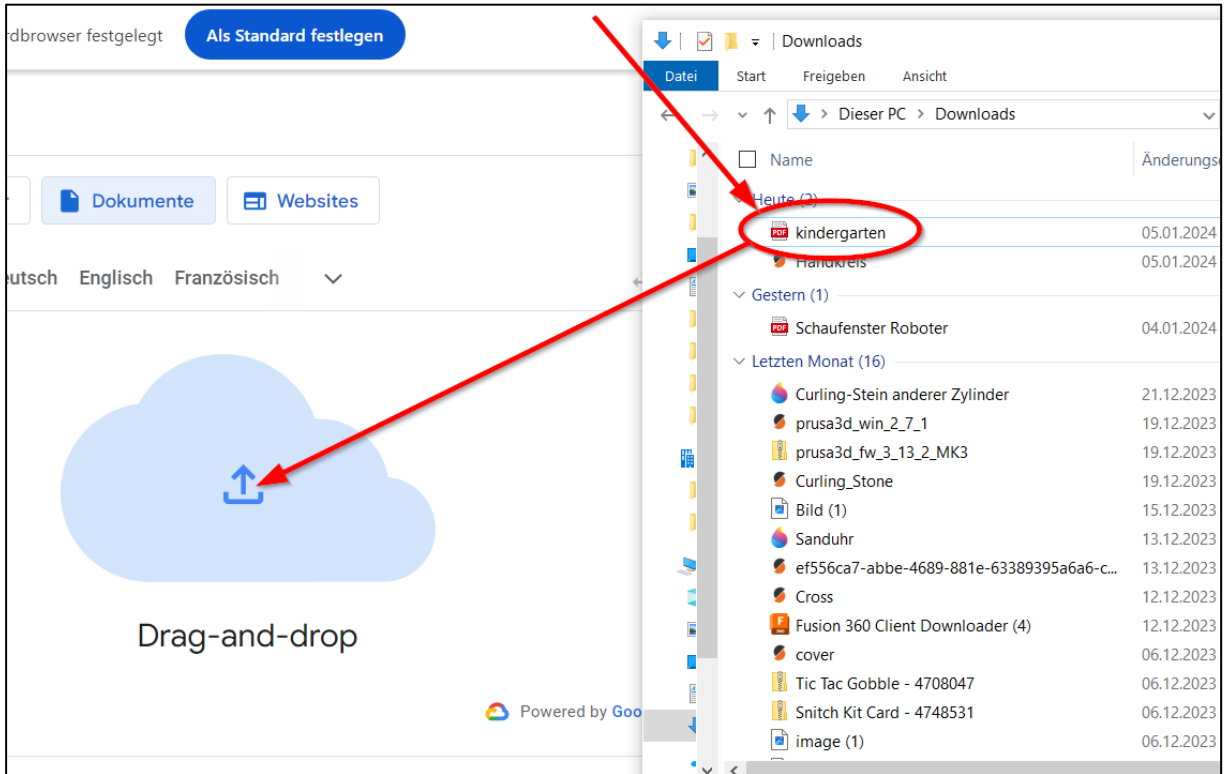 rdbrowser festgelegt
Als Standard festlegen
Dokumente
Websites
eutsch Englisch Französisch
Drag-and-drop
Powered by Goo
Downloads
Datei Start Freigeben Ansicht
Dieser PC > Downloads
Name Änderungs
Heute (2)
PDF kindergarten 05.01.2024
Handkreis 05.01.2024
Gestern (1)
PDF Schaufenster Roboter 04.01.2024
Letzten Monat (16)
Curling-Stein anderer Zylinder 21.12.2023
prusa3d_win_2_7_1 19.12.2023
prusa3d_fw_3_13_2_MK3 19.12.2023
Curling_Stone 19.12.2023
Bild (1) 15.12.2023
Sanduhr 13.12.2023
ef556ca7-abbe-4689-881e-63389395a6a6-c... 13.12.2023
Cross 12.12.2023
Fusion 360 Client Downloader (4) 12.12.2023
cover 06.12.2023
Tic Tac Gobble - 4708047 06.12.2023
Snitch Kit Card - 4748531 06.12.2023
image (1) 06.12.2023